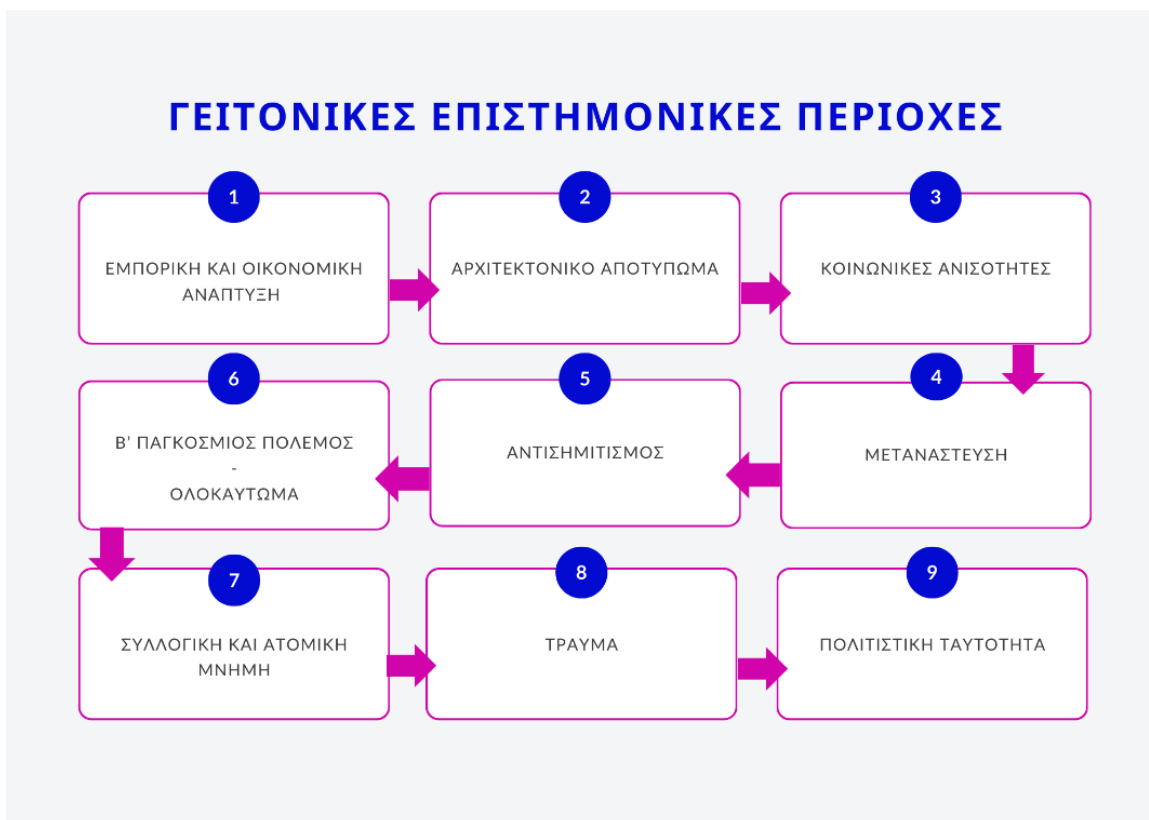 ΓΕΙΤΟΝΙΚΕΣ ΕΠΙΣΤΗΜΟΝΙΚΕΣ ΠΕΡΙΟΧΕΣ
1
ΕΜΠΟΡΙΚΗ ΚΑΙ ΟΙΚΟΝΟΜΙΚΗ
ΑΝΑΠΤΥΞΗ
2
ΑΡΧΙΤΕΚΤΟΝΙΚΟ ΑΠΟΤΥΠΩΜΑ
3
ΚΟΙΝΩΝΙΚΕΣ ΑΝΙΣΟΤΗΤΕΣ
4
ΜΕΤΑΝΑΣΤΕΥΣΗ
5
ΑΝΤΙΣΗΜΙΤΙΣΜΟΣ
6
Β' ΠΑΓΚΟΣΜΙΟΣ ΠΟΛΕΜΟΣ
-
ΟΛΟΚΑΥΤΩΜΑ
7
ΣΥΛΛΟΓΙΚΗ ΚΑΙ ΑΤΟΜΙΚΗ
ΜΝΗΜΗ
8
ΤΡΑΥΜΑ
9
ΠΟΛΙΤΙΣΤΙΚΗ ΤΑΥΤΟΤΗΤΑ